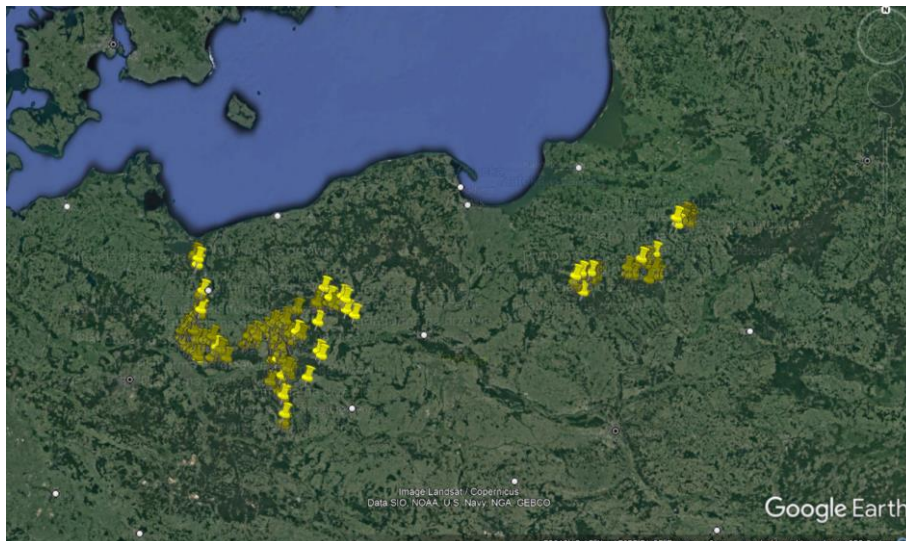 N
Image Landsat / Copernicus
Data SIO, NOAA, U.S. Navy, NGA, GEBCO
Google Earth